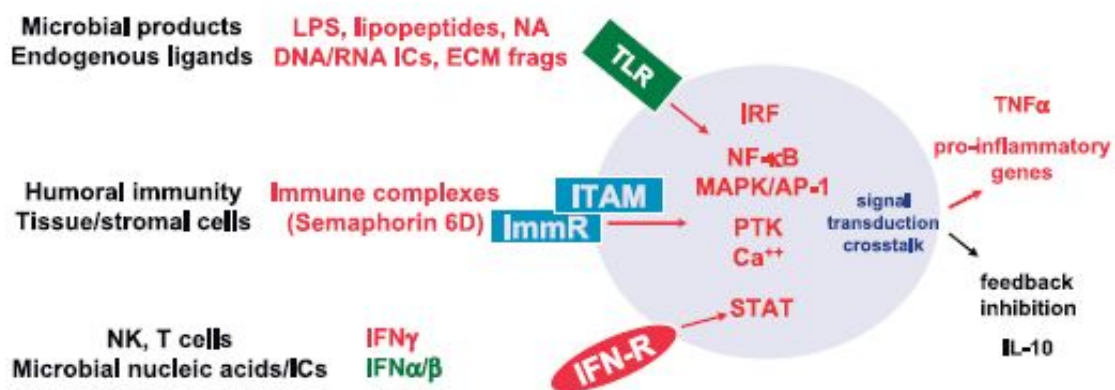 Microbial products
Endogenous ligands
LPS, lipopeptides, NA
DNA/RNA ICs, ECM frags
TLR
IRF
NF-κB
MAPK/AP-1
PTK
Ca++
STAT
Humoral immunity
Tissue/stromal cells
Immune complexes
(Semaphorin 6D)
ITAM
ImmR
NK, T cells
Microbial nucleic acids/ICs
IFNγ
IFNα/β
IFN-R
signal
transduction
crosstalk
TNFα
pro-inflammatory
genes
feedback
inhibition
IL-10